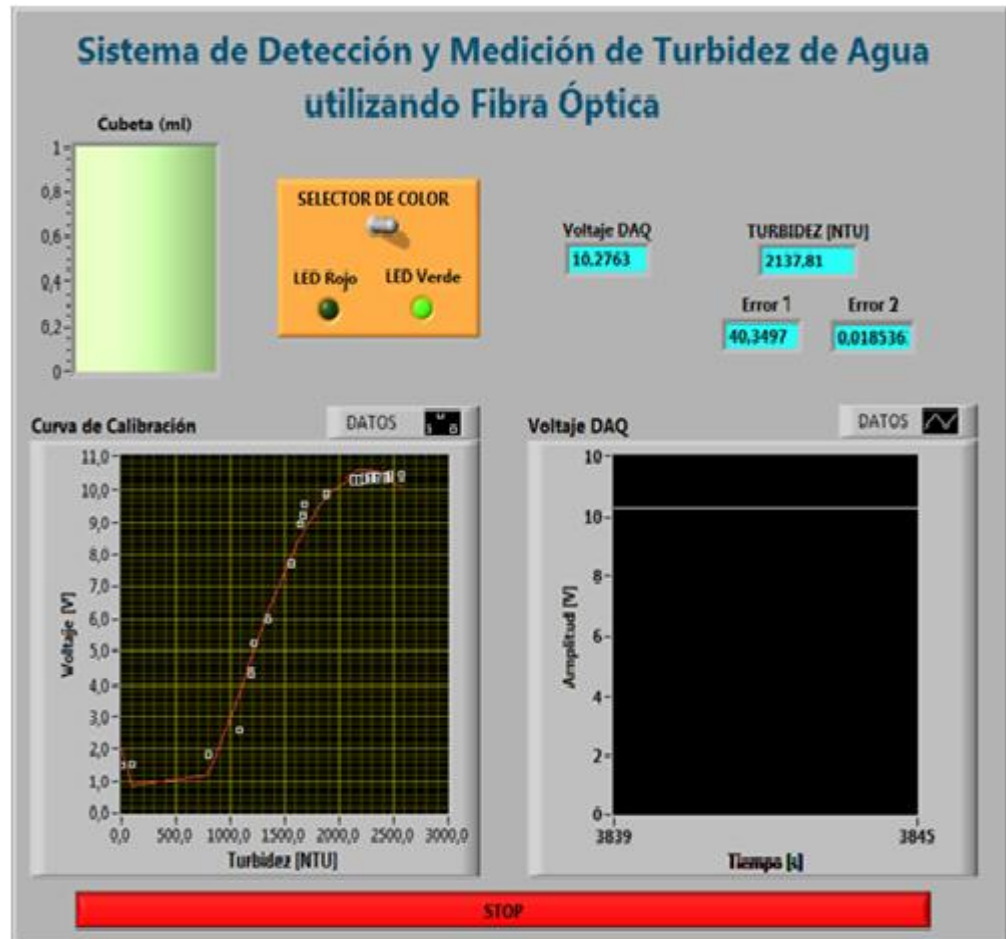 Sistema de Detección y Medición de Turbidez de Agua
utilizando Fibra Óptica
Cubeta (ml)
1
0,8
0,6
0,4
0,2
0
SELECTOR DE COLOR
LED Rojo LED Verde
Voltaje DAQ
10,2763
TURBIDEZ [NTU]
2137,81
Error 1 Error 2
40,3497 0,018536
Curva de Calibración
DATOS
11,0
10,0
9,0
8,0
7,0
6,0
5,0
4,0
3,0
2,0
1,0
0,0
Voltaje [V]
0,0 500,0 1000,0 1500,0 2000,0 2500,0 3000,0
Turbidez [NTU]
Voltaje DAQ
DATOS
10
10
8
6
4
2
0
Amplitud [V]
3839 3845
Tiempo [s]
STOP